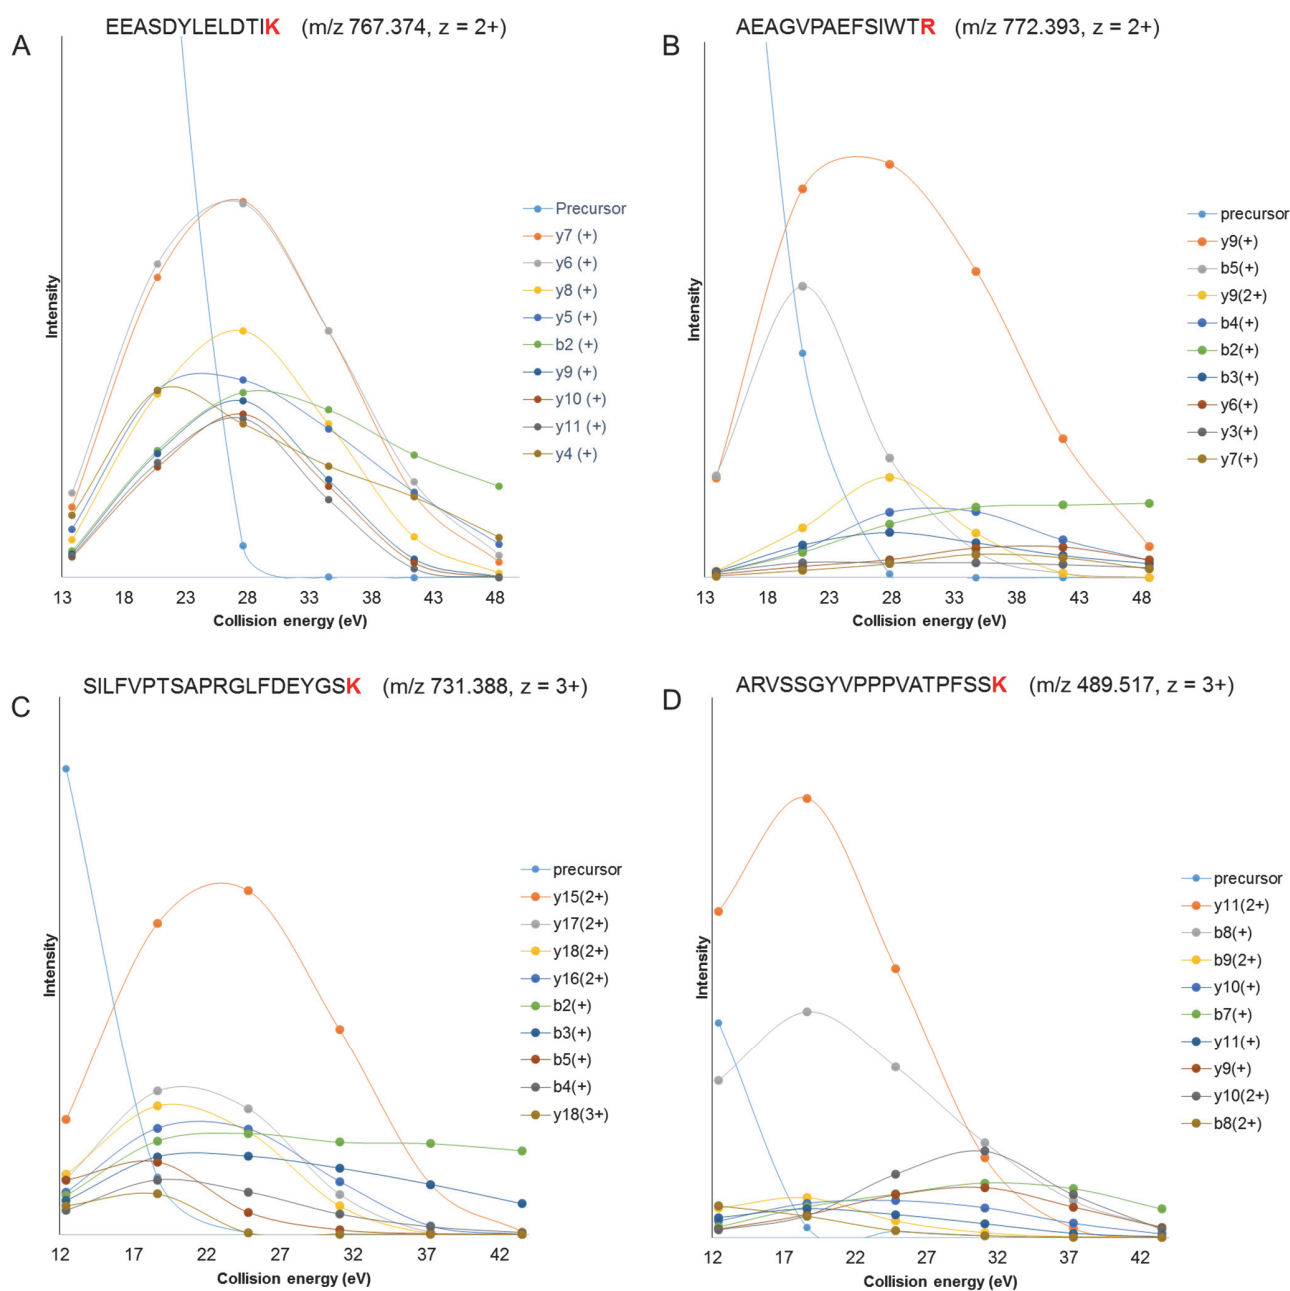 A
EEASDYLELDTIK (m/z 767.374, z = 2+)
Intensity
Precursor
y7 (+)
y6 (+)
y8 (+)
y5 (+)
b2 (+)
y9 (+)
y10 (+)
y11 (+)
y4 (+)
13 18 23 28 33 38 43 48
Collision energy (eV)
B
AEAGVPAEFSIWTR (m/z 772.393, z = 2+)
Intensity
precursor
y9(+)
b5(+)
y9(2+)
b4(+)
b2(+)
b3(+)
y6(+)
y3(+)
y7(+)
13 18 23 28 33 38 43 48
Collision energy (eV)
C
SILFVPTSAPRGLFDEYGSK (m/z 731.388, z = 3+)
Intensity
precursor
y15(2+)
y17(2+)
y18(2+)
y16(2+)
b2(+)
b3(+)
b5(+)
b4(+)
y18(3+)
12 17 22 27 32 37 42
Collision energy (eV)
D
ARVSSGYVPPPVATPFSSK (m/z 489.517, z = 3+)
Intensity
precursor
y11(2+)
b8(+)
b9(2+)
y10(+)
b7(+)
y11(+)
y9(+)
y10(2+)
b8(2+)
12 17 22 27 32 37 42
Collision energy (eV)